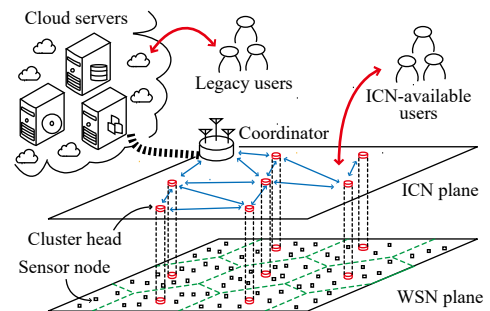 Cloud servers
Legacy users
ICN-available
users
Coordinator
ICN plane
Cluster head
Sensor node
WSN plane